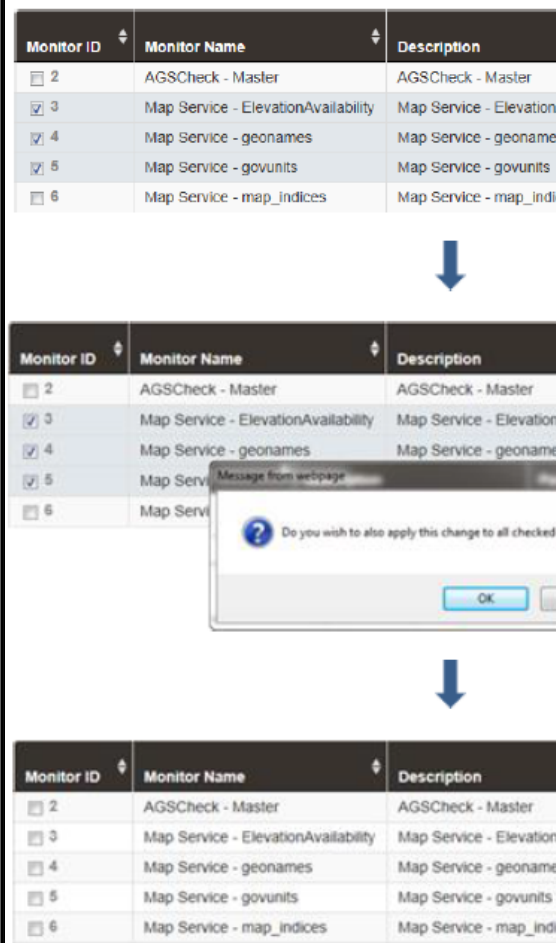 Monitor ID Monitor Name Description
2 AGSCheck - Master AGSCheck - Master
3 Map Service - ElevationAvailability Map Service - Elevation
4 Map Service - geonames Map Service - geoname
5 Map Service - govunits Map Service - govunits
6 Map Service - map_indices Map Service - map_indi
Monitor ID Monitor Name Description
2 AGSCheck - Master AGSCheck - Master
3 Map Service - ElevationAvailability Map Service - Elevation
4 Map Service - geonames Map Service - geoname
5 Map Servi
Message from webpage
6 Map Servi
Do you wish to also apply this change to all checked
OK
Monitor ID Monitor Name Description
2 AGSCheck - Master AGSCheck - Master
3 Map Service - ElevationAvailability Map Service - Elevation
4 Map Service - geonames Map Service - geoname
5 Map Service - govunits Map Service - govunits
6 Map Service - map_indices Map Service - map_indi